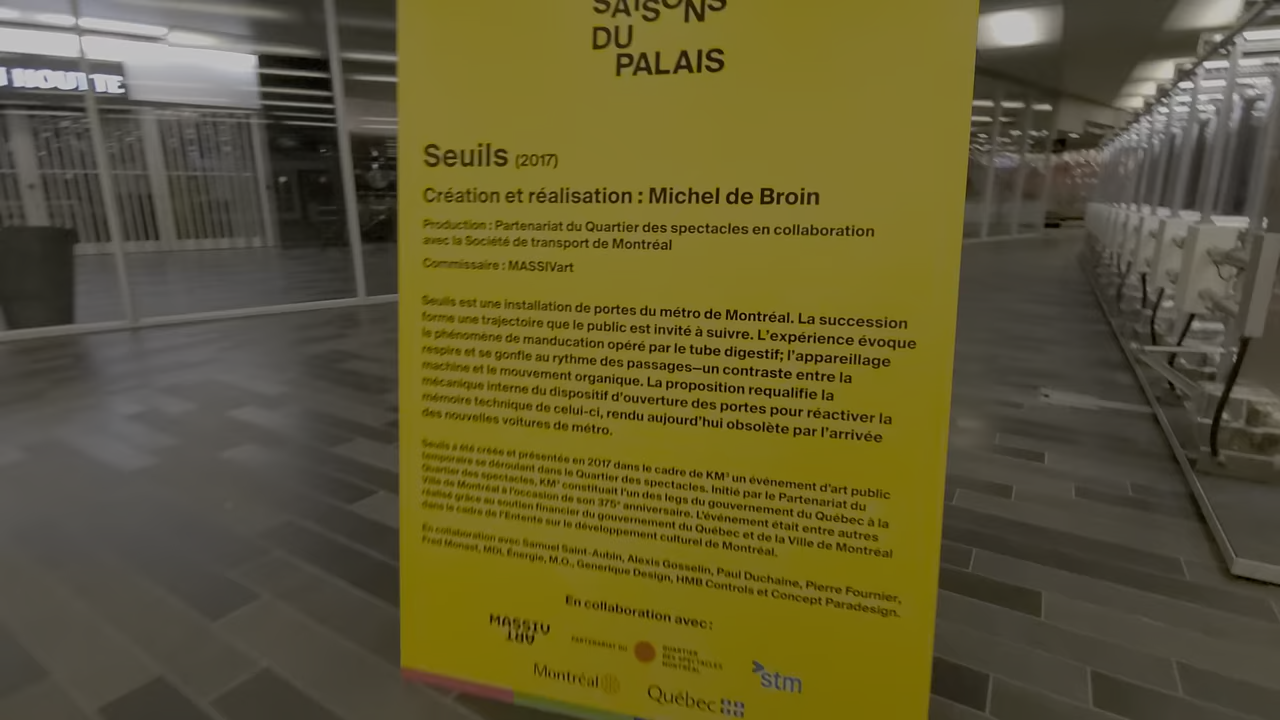 SAISONS
DU
PALAIS
HOUTTE
Seuils (2017)
Création et réalisation : Michel de Broin
Production : Partenariat du Quartier des spectacles en collaboration
avec la Société de transport de Montréal
Commissaire : MASSIVart
Seuils est une installation de portes du métro de Montréal. La succession
forme une trajectoire que le public est invité à suivre. L'expérience évoque
le phénomène de manducation opéré par le tube digestif; l'appareillage
respire et se gonfle au rythme des passages—un contraste entre la
machine et le mouvement organique. La proposition requalifie la
mécanique interne du dispositif d'ouverture des portes pour réactiver la
mémoire technique de celui-ci, rendu aujourd'hui obsolète par l'arrivée
des nouvelles voitures de métro.
Seuils a été créée et présentée en 2017 dans le cadre de KM³ un événement d'art public
temporaire se déroulant dans le Quartier des spectacles. Initié par le Partenariat du
Quartier des spectacles, KM³ constituait l'un des legs du gouvernement du Québec à la
Ville de Montréal à l'occasion de son 375e anniversaire. L'événement était entre autres
réalisé grâce au soutien financier du gouvernement du Québec et de la Ville de Montréal
dans le cadre de l'Entente sur le développement culturel de Montréal.
En collaboration avec Samuel Saint-Aubin, Alexis Gosselin, Paul Duchaine, Pierre Fournier,
Fred Monast, MDL Énergie, M.O., Generique Design, HMB Controls et Concept Paradesign.
En collaboration avec :
MASSIV
ART
PARTENARIAT DU
QUARTIER
DES SPECTACLES
MONTRÉAL
stm
Montréal
Québec